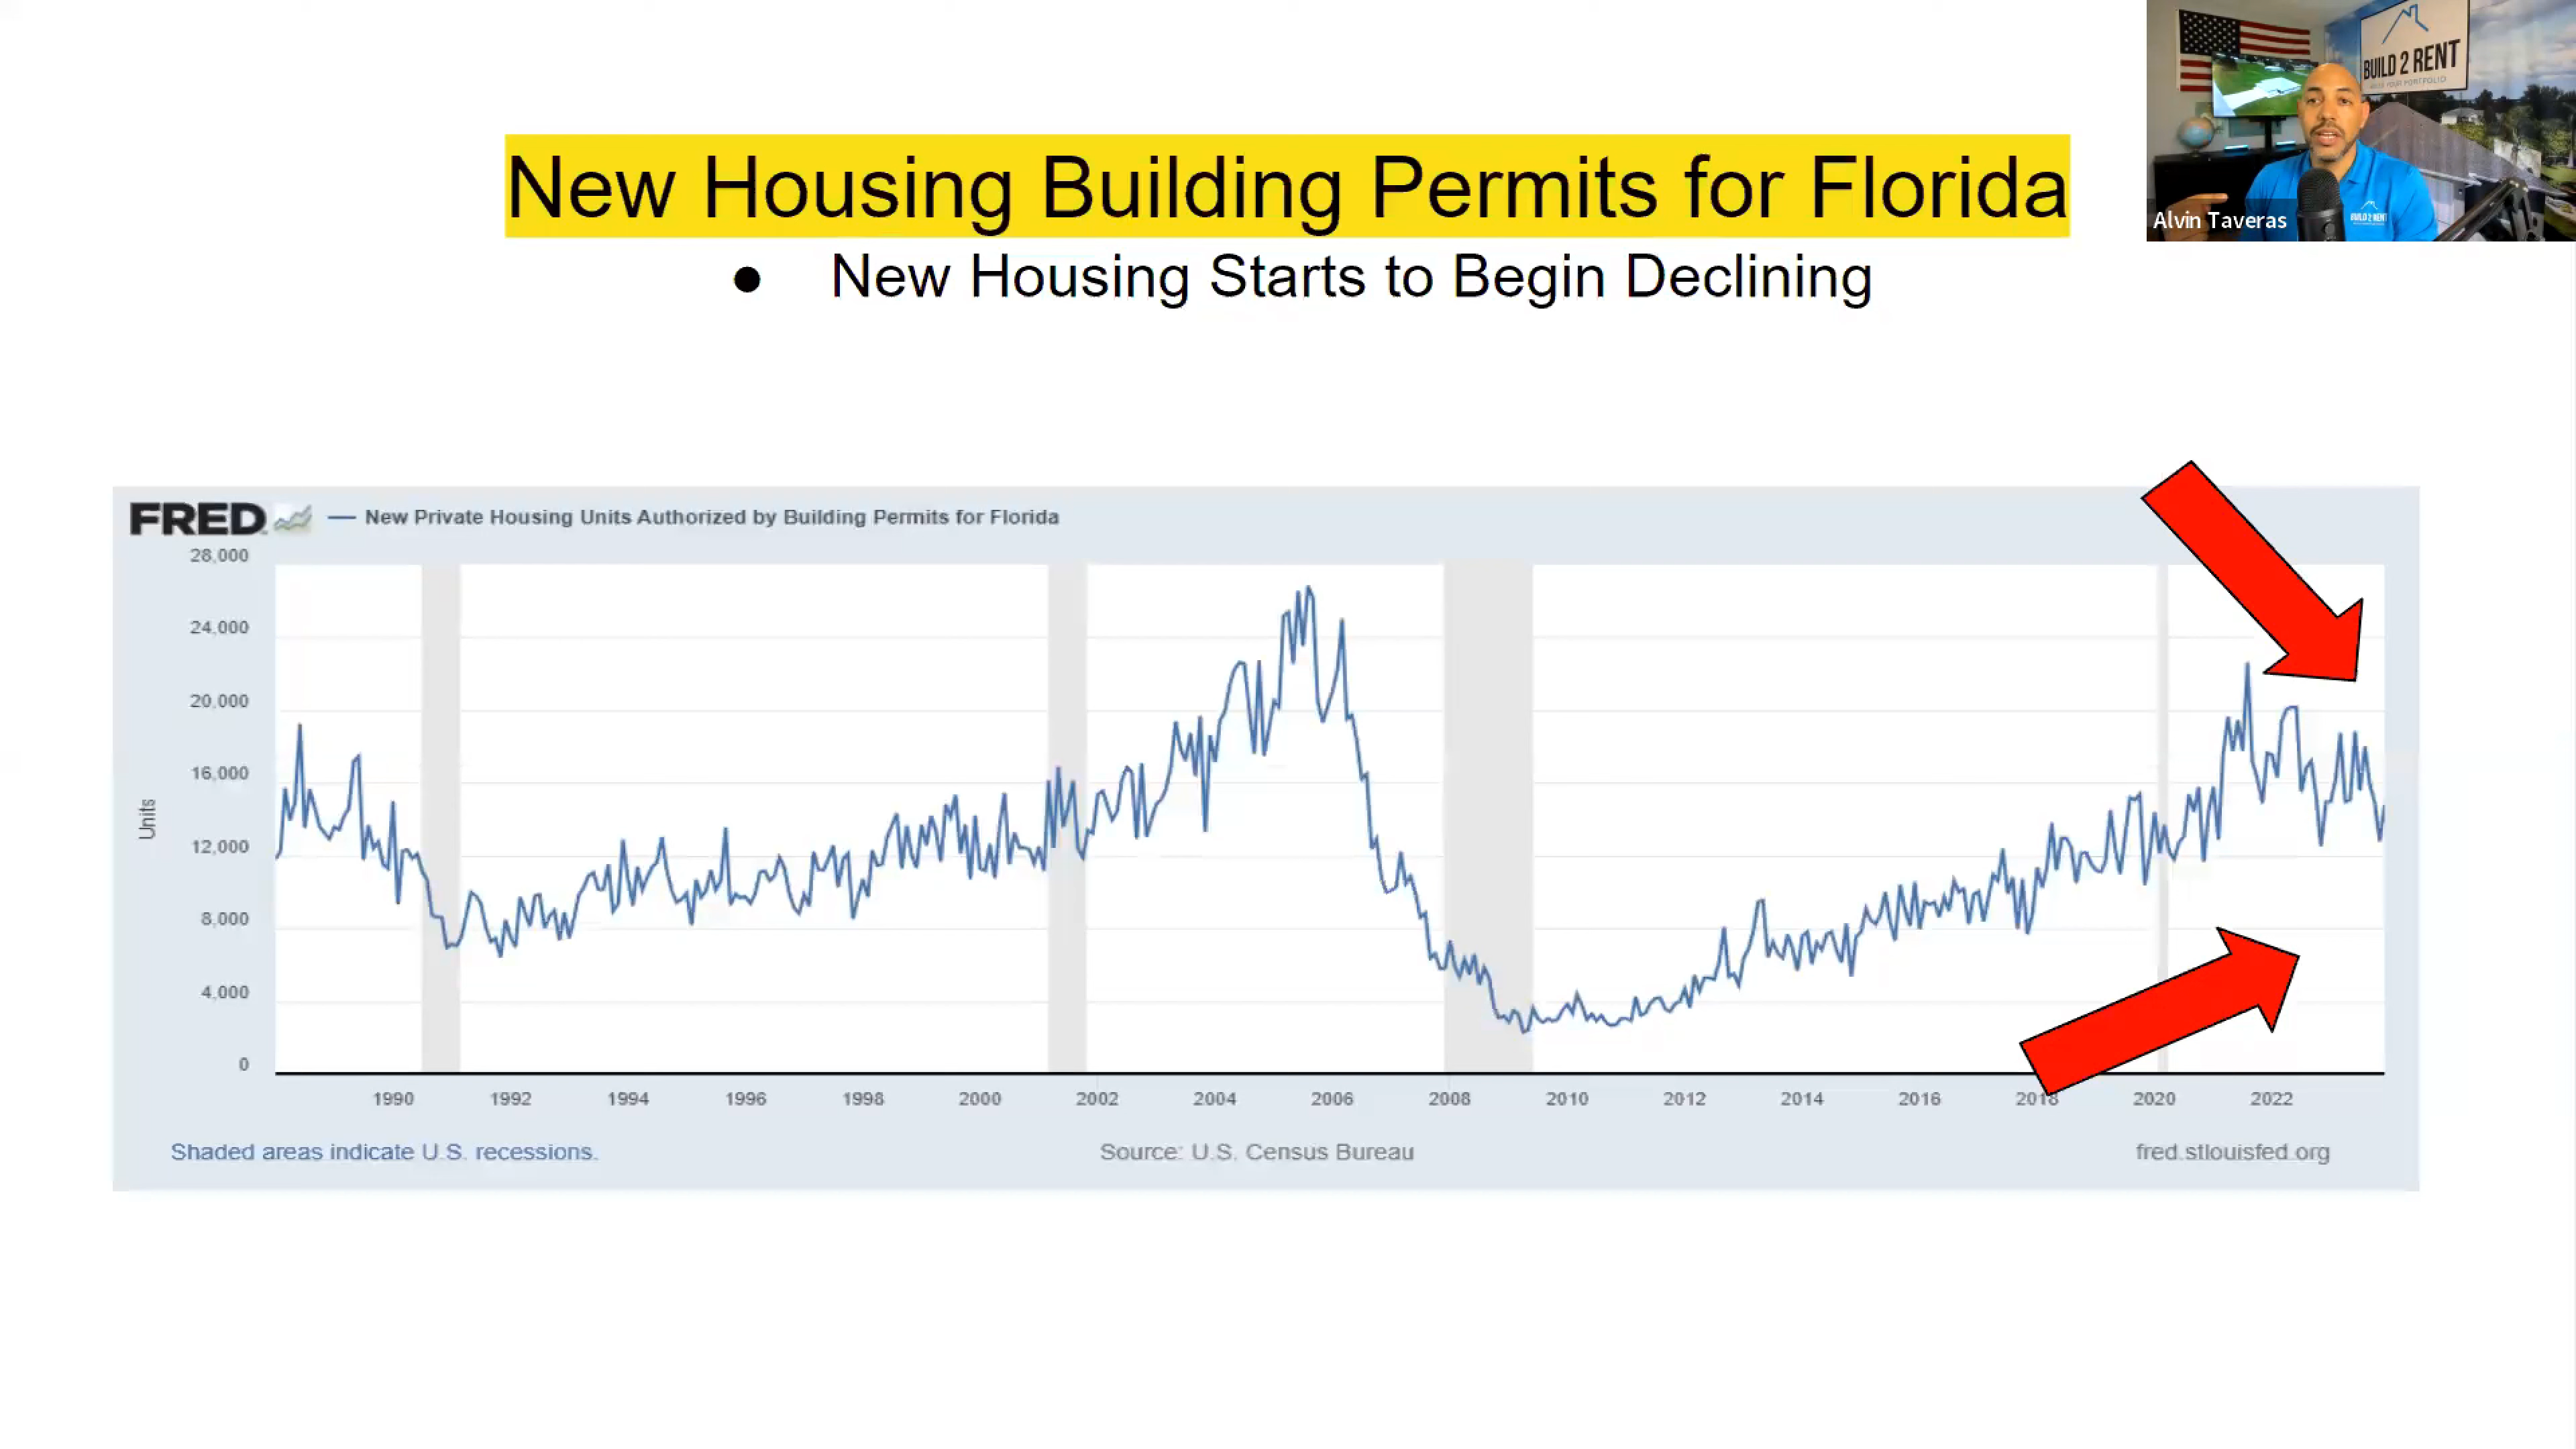 New Housing Building Permits for Florida
● New Housing Starts to Begin Declining
BUILD 2 RENT
BUILD 2 RENT
Alvin Taveras
FRED
New Private Housing Units Authorized by Building Permits for Florida
28,000
24,000
20,000
16,000
12,000
8,000
4,000
0
Units
1990 1992 1994 1996 1998 2000 2002 2004 2006 2008 2010 2012 2014 2016 2018 2020 2022
Shaded areas indicate U.S. recessions.
Source: U.S. Census Bureau
fred.stlouisfed.org